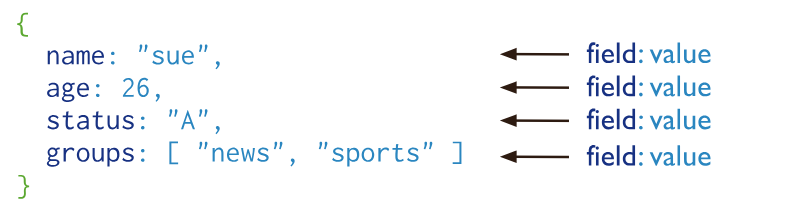 {
name: "sue", field: value
age: 26, field: value
status: "A", field: value
groups: [ "news", "sports" ] field: value
}